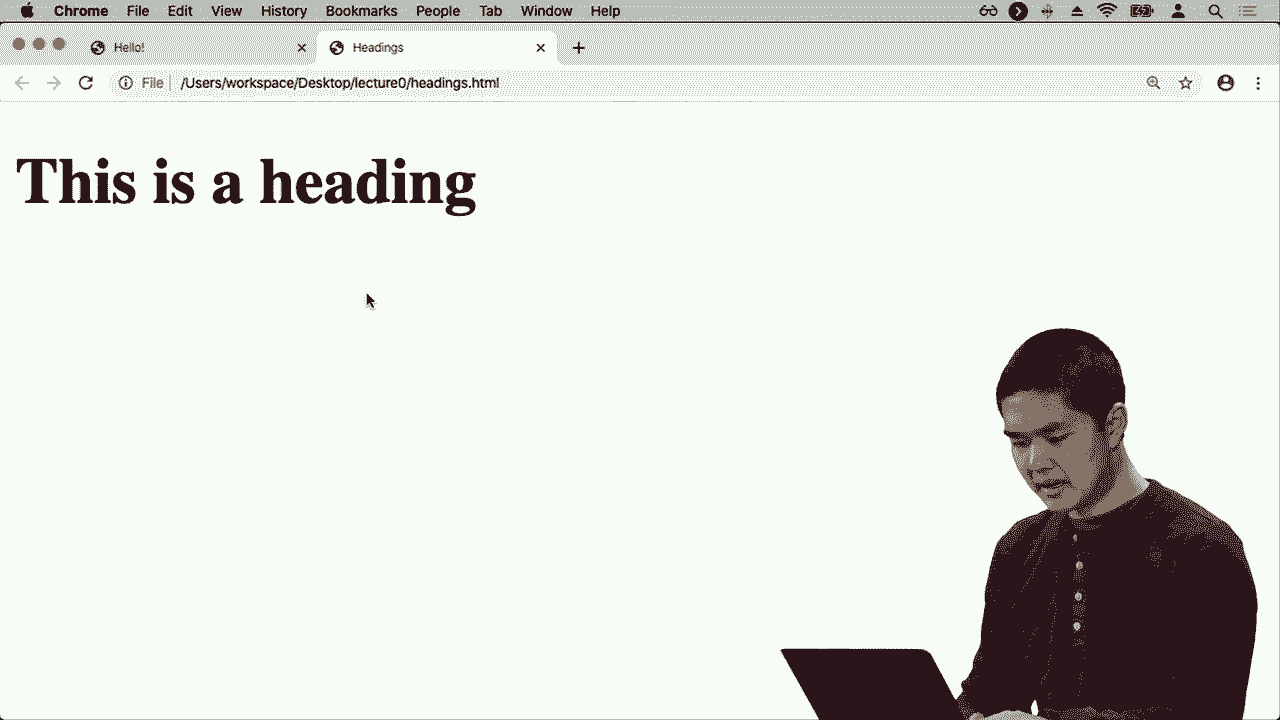 Chrome File Edit View History Bookmarks People Tab Window Help
Hello! Headings
File /Users/workspace/Desktop/lecture0/headings.html
This is a heading